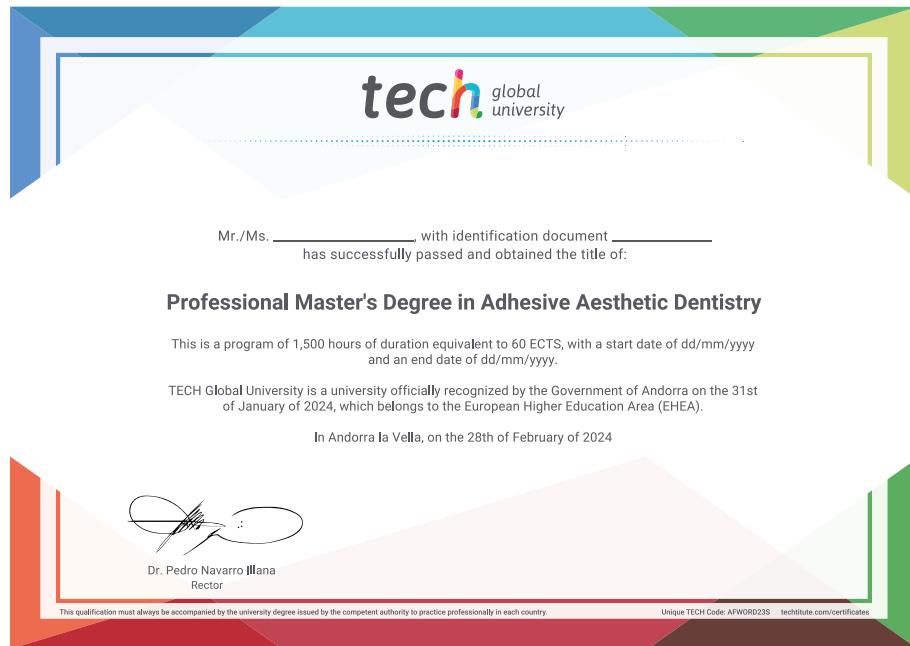 tech global university
Mr./Ms. ________________, with identification document ____________
has successfully passed and obtained the title of:
Professional Master's Degree in Adhesive Aesthetic Dentistry
This is a program of 1,500 hours of duration equivalent to 60 ECTS, with a start date of dd/mm/yyyy
and an end date of dd/mm/yyyy.
TECH Global University is a university officially recognized by the Government of Andorra on the 31st
of January of 2024, which belongs to the European Higher Education Area (EHEA).
In Andorra la Vella, on the 28th of February of 2024
Dr. Pedro Navarro Illana
Rector
This qualification must always be accompanied by the university degree issued by the competent authority to practice professionally in each country. Unique TECH Code: AFWORD23S techtitute.com/certificates